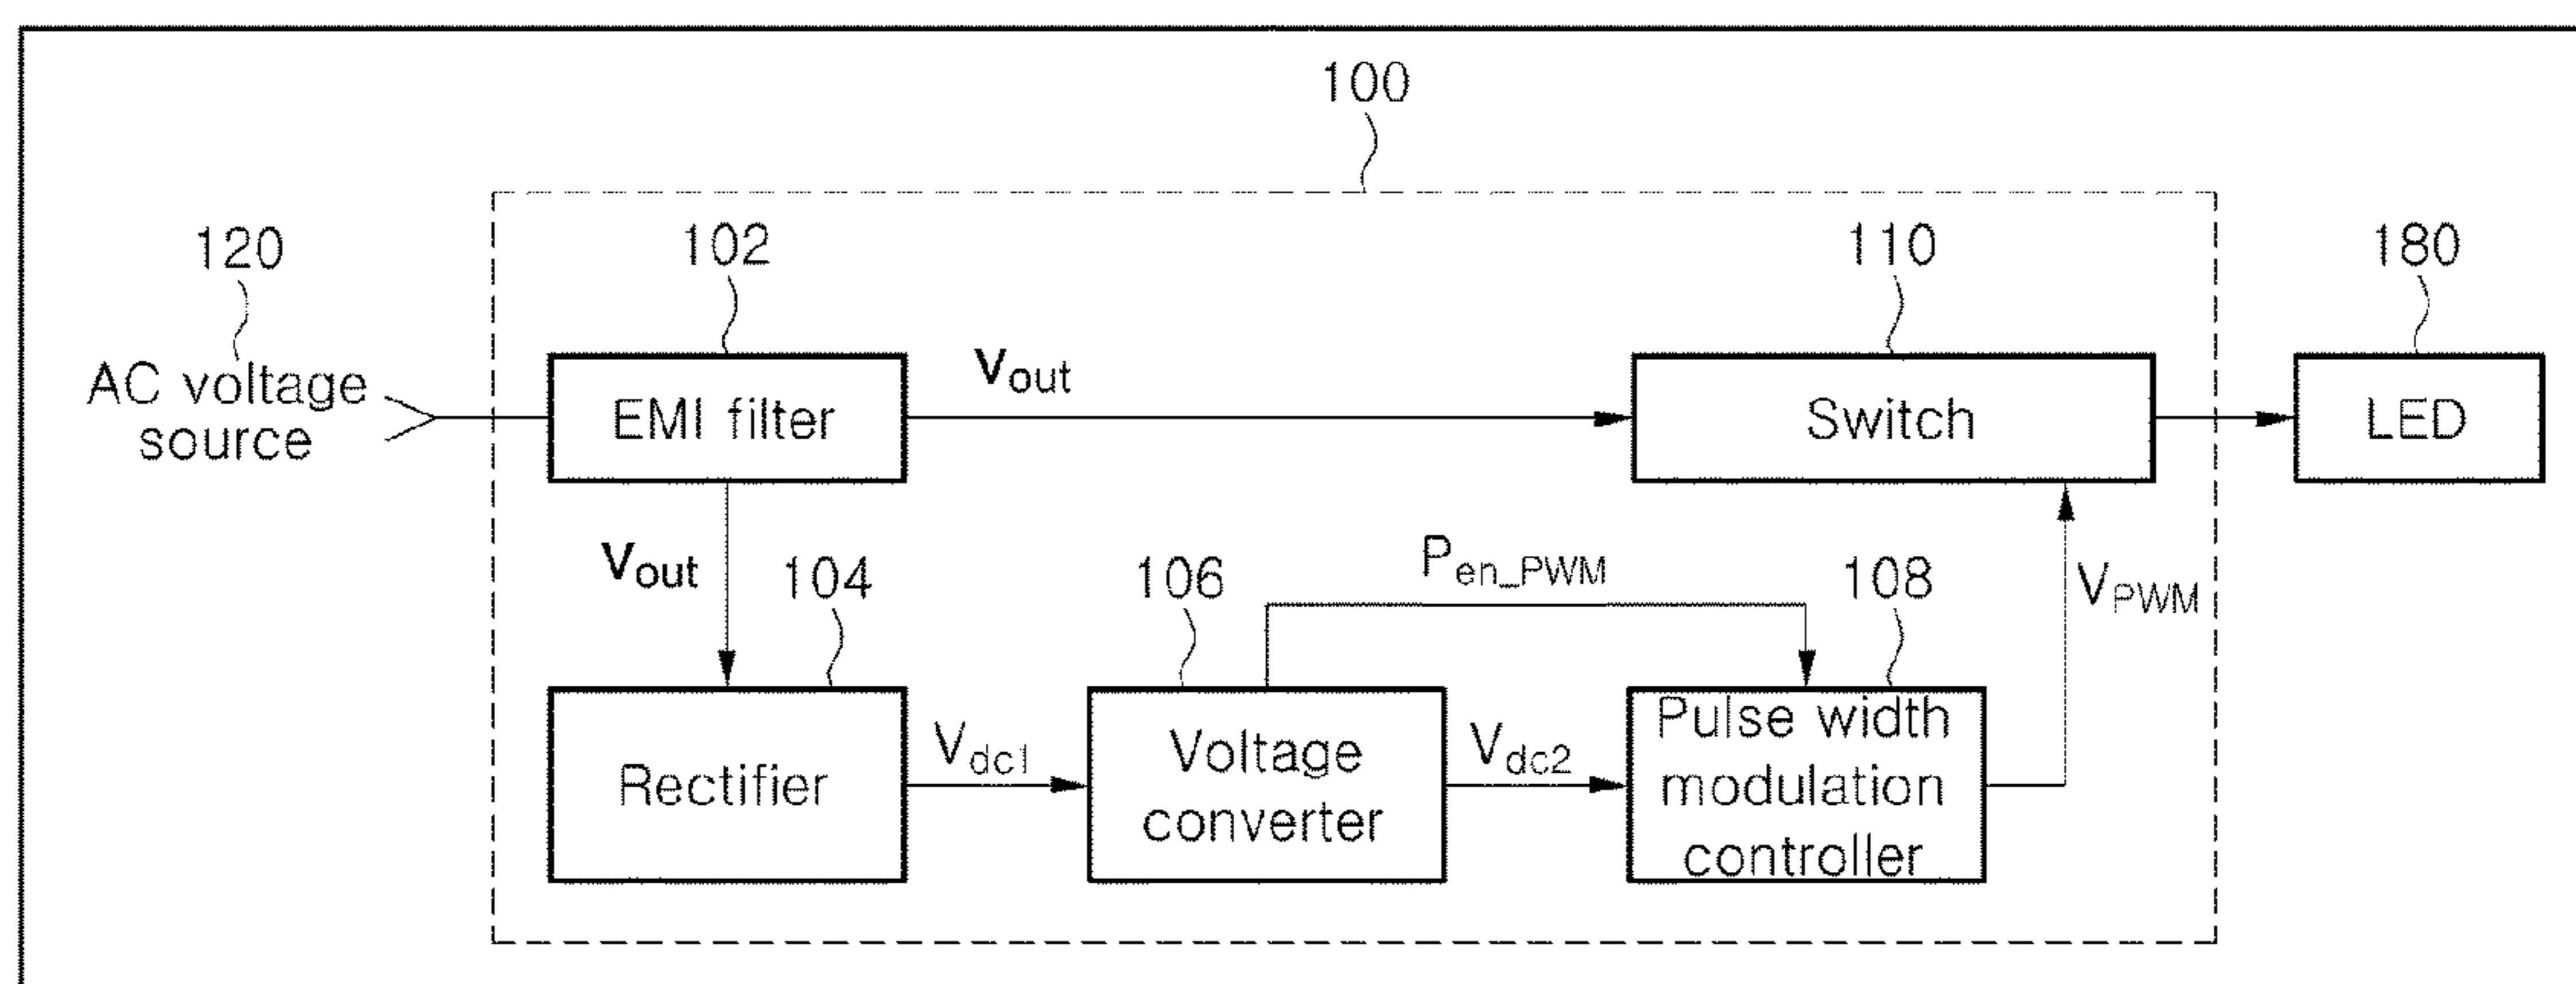 100
120
102
110
180
AC voltage
source
EMI filter
Vout
Switch
LED
Vout
104
106
Pen_PWM
108
VPWM
Rectifier
Vdc1
Voltage
converter
Vdc2
Pulse width
modulation
controller